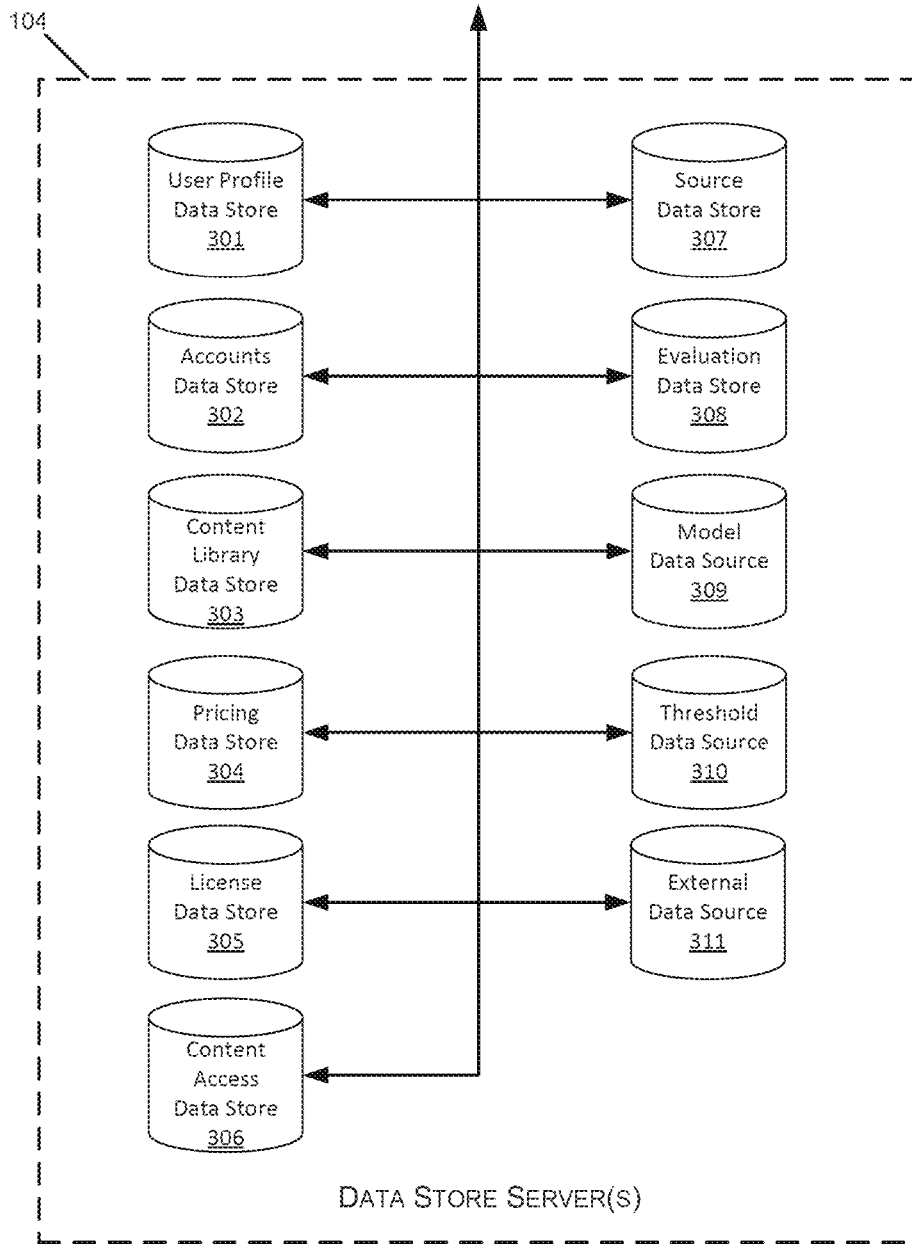 104
User Profile
Data Store
301
Source
Data Store
307
Accounts
Data Store
302
Evaluation
Data Store
308
Content
Library
Data Store
303
Model
Data Source
309
Pricing
Data Store
304
Threshold
Data Source
310
License
Data Store
305
External
Data Source
311
Content
Access
Data Store
306
DATA STORE SERVER(S)